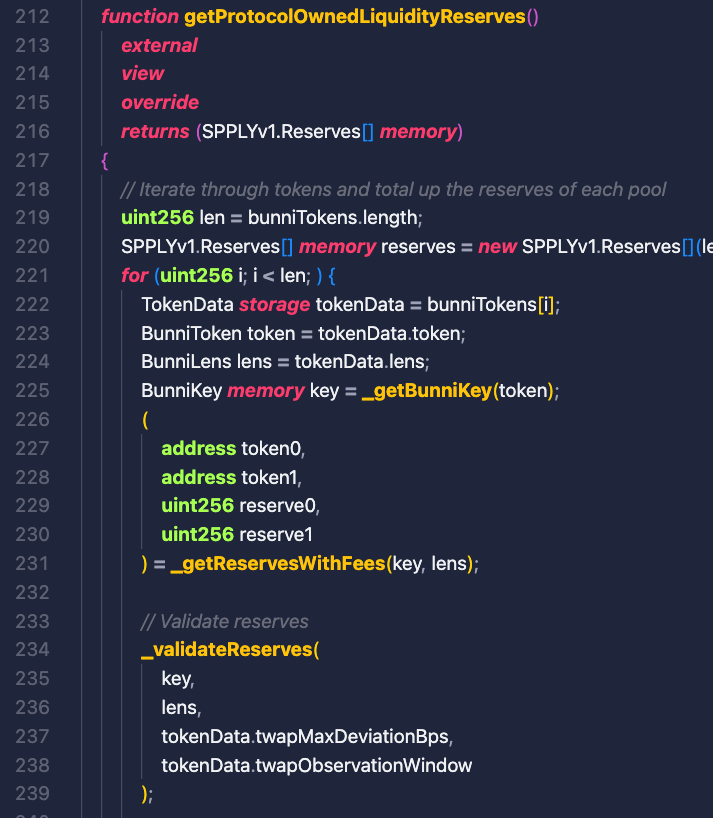 212 function getProtocolOwnedLiquidityReserves()
213 external
214 view
215 override
216 returns (SPPLYv1.Reserves[] memory)
217 {
218 // Iterate through tokens and total up the reserves of each pool
219 uint256 len = bunniTokens.length;
220 SPPLYv1.Reserves[] memory reserves = new SPPLYv1.Reserves[](le
221 for (uint256 i; i < len; ) {
222 TokenData storage tokenData = bunniTokens[i];
223 BunniToken token = tokenData.token;
224 BunniLens lens = tokenData.lens;
225 BunniKey memory key = _getBunniKey(token);
226 (
227 address token0,
228 address token1,
229 uint256 reserve0,
230 uint256 reserve1
231 ) = _getReservesWithFees(key, lens);
232
233 // Validate reserves
234 _validateReserves(
235 key,
236 lens,
237 tokenData.twapMaxDeviationBps,
238 tokenData.twapObservationWindow
239 );